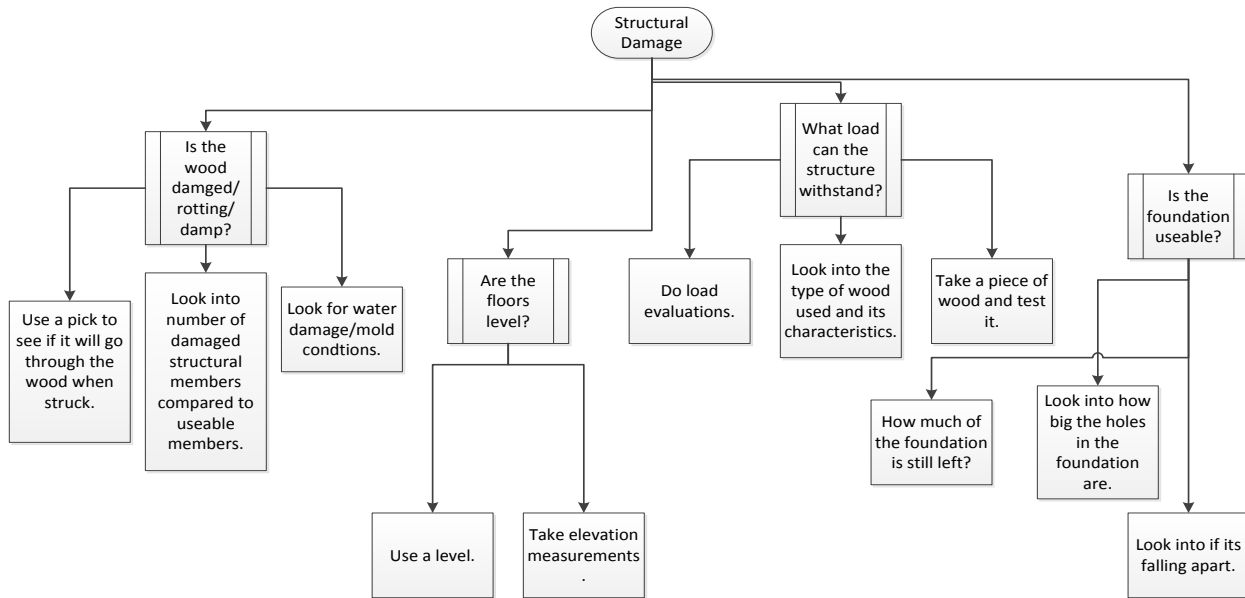 Structural
Damage
Is the
wood
damged/
rotting/
damp?
What load
can the
structure
withstand?
Is the
foundation
useable?
Are the
floors
level?
Use a pick to
see if it will go
through the
wood when
struck.
Look into
number of
damaged
structural
members
compared to
useable
members.
Look for water
damage/mold
condtions.
Do load
evaluations.
Look into the
type of wood
used and its
characteristics.
Take a piece of
wood and test
it.
How much of
the foundation
is still left?
Look into how
big the holes
in the
foundation
are.
Use a level.
Take elevation
measurements
.
Look into if its
falling apart.